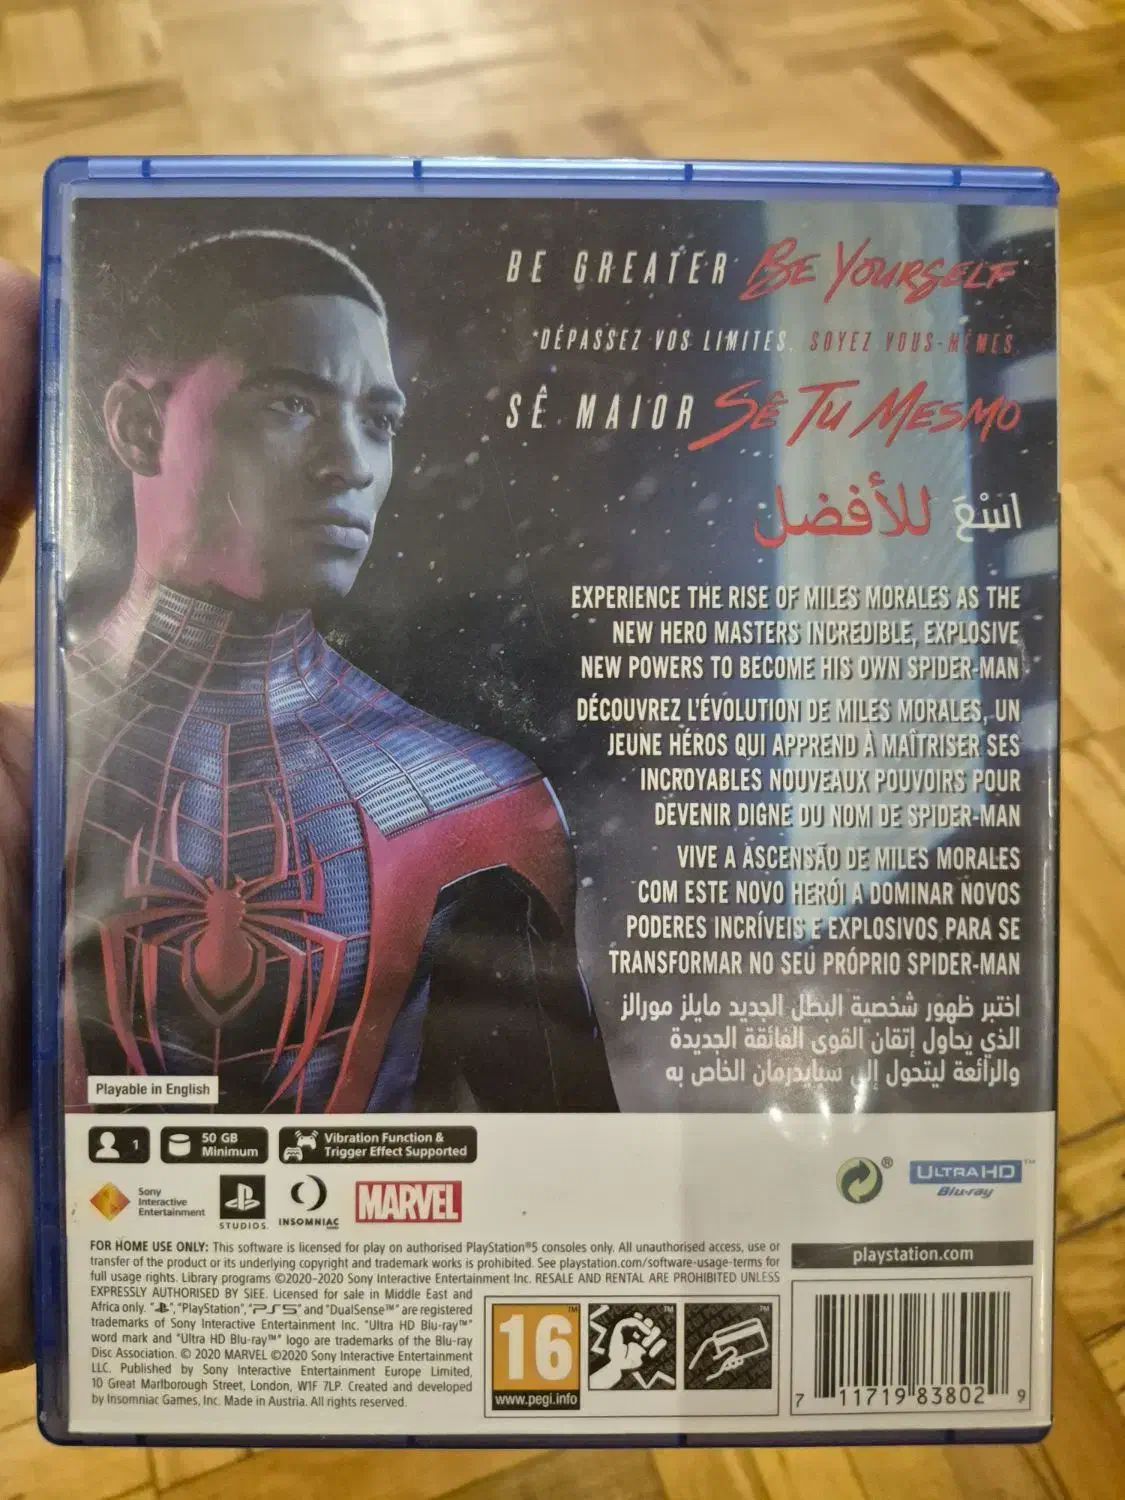 BE GREATER BE YOURSELF*
*DÉPASSEZ VOS LIMITES. SOYEZ VOUS-MÊMES.
SÊ MAIOR SÊ TU MESMO
اسْعَ للأفضل
EXPERIENCE THE RISE OF MILES MORALES AS THE
NEW HERO MASTERS INCREDIBLE, EXPLOSIVE
NEW POWERS TO BECOME HIS OWN SPIDER-MAN
DÉCOUVREZ L'ÉVOLUTION DE MILES MORALES, UN
JEUNE HÉROS QUI APPREND À MAÎTRISER SES
INCROYABLES NOUVEAUX POUVOIRS POUR
DEVENIR DIGNE DU NOM DE SPIDER-MAN
VIVE A ASCENSÃO DE MILES MORALES
COM ESTE NOVO HERÓI A DOMINAR NOVOS
PODERES INCRÍVEIS E EXPLOSIVOS PARA SE
TRANSFORMAR NO SEU PRÓPRIO SPIDER-MAN
اختبر ظهور شخصية البطل الجديد مايلز مورالز
الذي يحاول إتقان القوى الفائقة الجديدة
والرائعة ليتحول إلى سبايدرمان الخاص به
Playable in English
1
50 GB
Minimum
Vibration Function &
Trigger Effect Supported
Sony
Interactive
Entertainment
STUDIOS
INSOMNIAC
GAMES
MARVEL
®
ULTRA HD™
Blu-ray
FOR HOME USE ONLY: This software is licensed for play on authorised PlayStation®5 consoles only. All unauthorised access, use or
transfer of the product or its underlying copyright and trademark works is prohibited. See playstation.com/software-usage-terms for
full usage rights. Library programs ©2020-2020 Sony Interactive Entertainment Inc. RESALE AND RENTAL ARE PROHIBITED UNLESS
EXPRESSLY AUTHORISED BY SIEE. Licensed for sale in Middle East and
Africa only. " ", "PlayStation", "PS5" and "DualSense™" are registered
trademarks of Sony Interactive Entertainment Inc. "Ultra HD Blu-ray™"
word mark and "Ultra HD Blu-ray™" logo are trademarks of the Blu-ray
Disc Association. © 2020 MARVEL ©2020 Sony Interactive Entertainment
LLC. Published by Sony Interactive Entertainment Europe Limited,
10 Great Marlborough Street, London, W1F 7LP. Created and developed
by Insomniac Games, Inc. Made in Austria. All rights reserved.
playstation.com
16
™
™
™
www.pegi.info
7 11719 83802 9